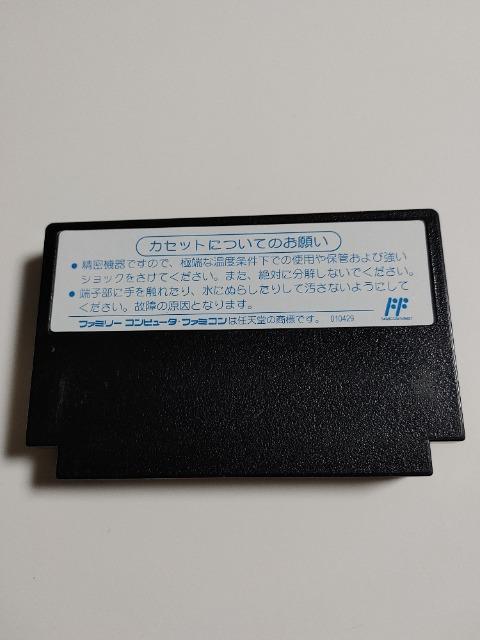 カセットについてのお願い
●精密機器ですので、極端な温度条件下での使用や保管および強い
ショックをさけてください。また、絶対に分解しないでください。
●端子部に手を触れたり、水にぬらしたりして汚さないようにして
ください。故障の原因となります。
ファミリーコンピュータ・ファミコンは任天堂の商標です。 010429